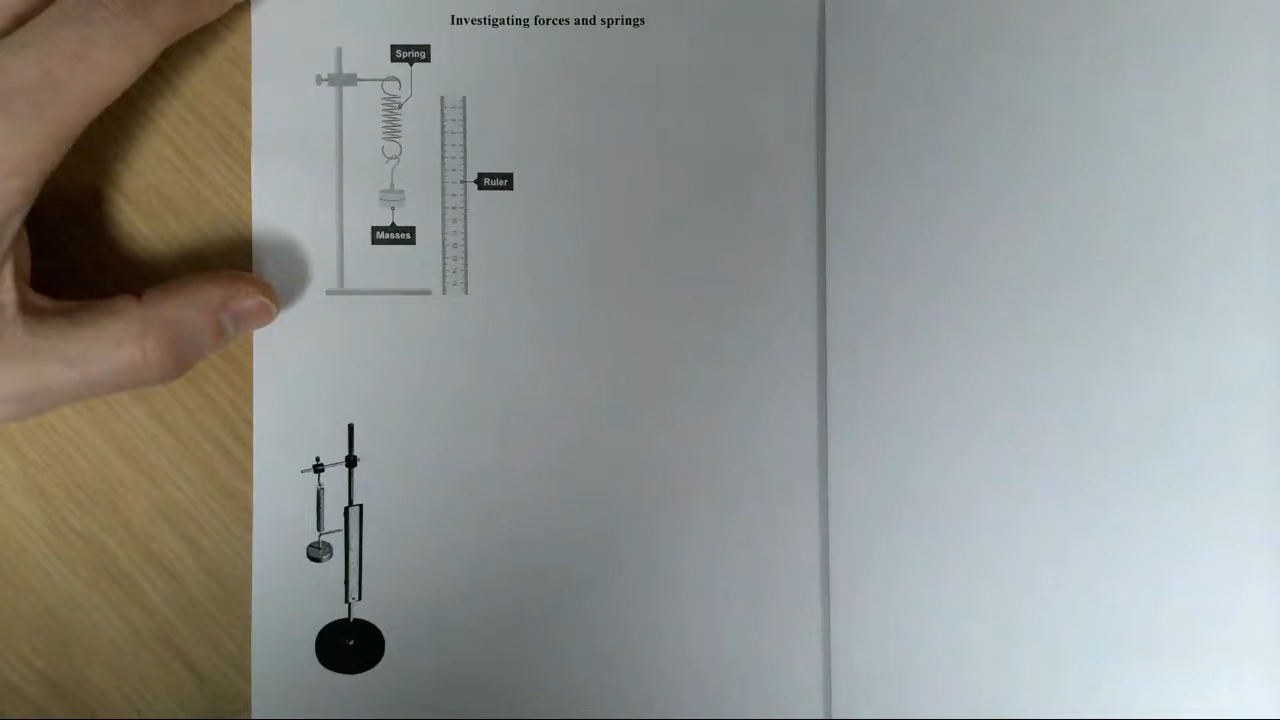 Investigating forces and springs
Spring
Ruler
Masses